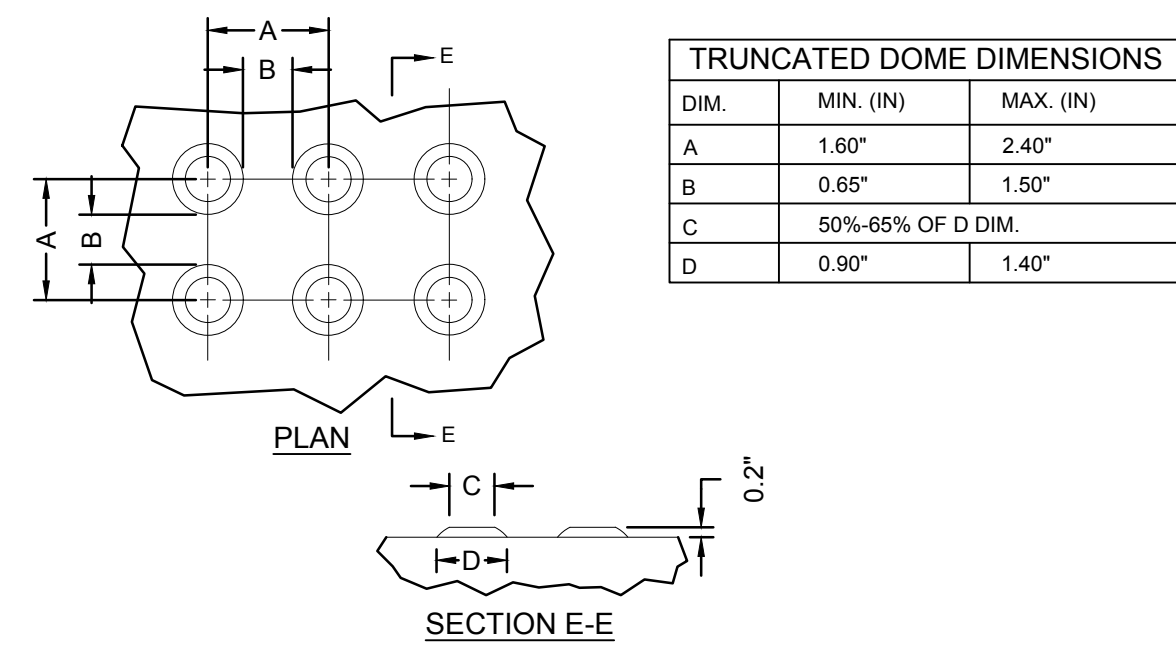 A
B
E
A
B
PLAN
E
TRUNCATED DOME DIMENSIONS
DIM. MIN. (IN) MAX. (IN)
A 1.60" 2.40"
B 0.65" 1.50"
C 50%-65% OF D DIM.
D 0.90" 1.40"
C
0.2"
D
SECTION E-E